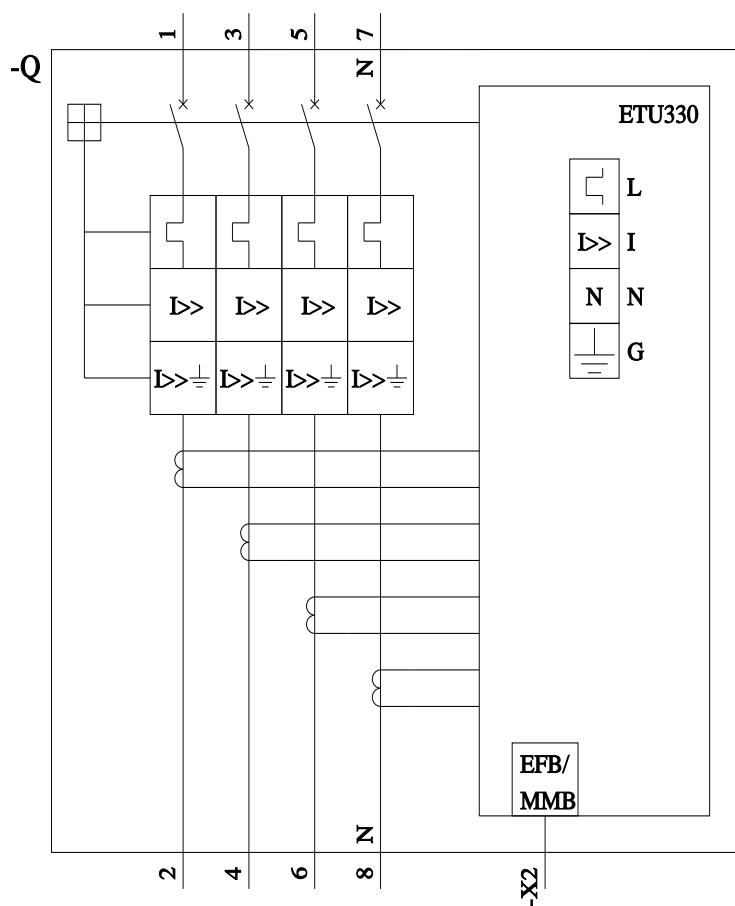 1 3 5 7
N
-Q
ETU330
L
I>> I
N N
G
I>> I>> I>> I>>
I>> I>> I>> I>>
EFB/
MMB
N
2 4 6 8
-X2